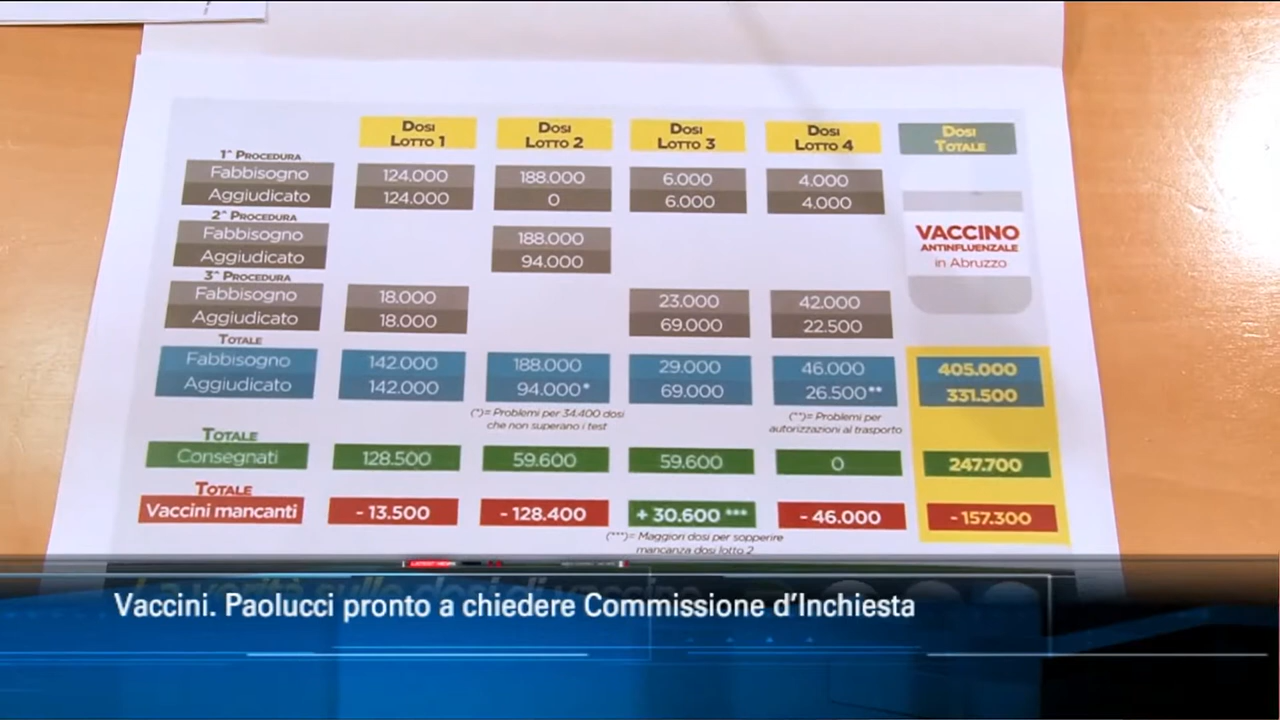 DOSI LOTTO 1 DOSI LOTTO 2 DOSI LOTTO 3 DOSI LOTTO 4 DOSI TOTALE
1^ PROCEDURA
Fabbisogno 124.000 188.000 6.000 4.000
Aggiudicato 124.000 0 6.000 4.000
2^ PROCEDURA
Fabbisogno 188.000
Aggiudicato 94.000
VACCINO
ANTINFLUENZALE
in Abruzzo
3^ PROCEDURA
Fabbisogno 18.000 23.000 42.000
Aggiudicato 18.000 69.000 22.500
TOTALE
Fabbisogno 142.000 188.000 29.000 46.000 405.000
Aggiudicato 142.000 94.000* 69.000 26.500** 331.500
(*)= Problemi per 34.400 dosi
che non superano i test
(**)= Problemi per
autorizzazioni al trasporto
TOTALE
Consegnati 128.500 59.600 59.600 0 247.700
TOTALE
Vaccini mancanti - 13.500 - 128.400 + 30.600 *** - 46.000 - 157.300
(***)= Maggiori dosi per sopperire
mancanza dosi lotto 2
Vaccini. Paolucci pronto a chiedere Commissione d'Inchiesta